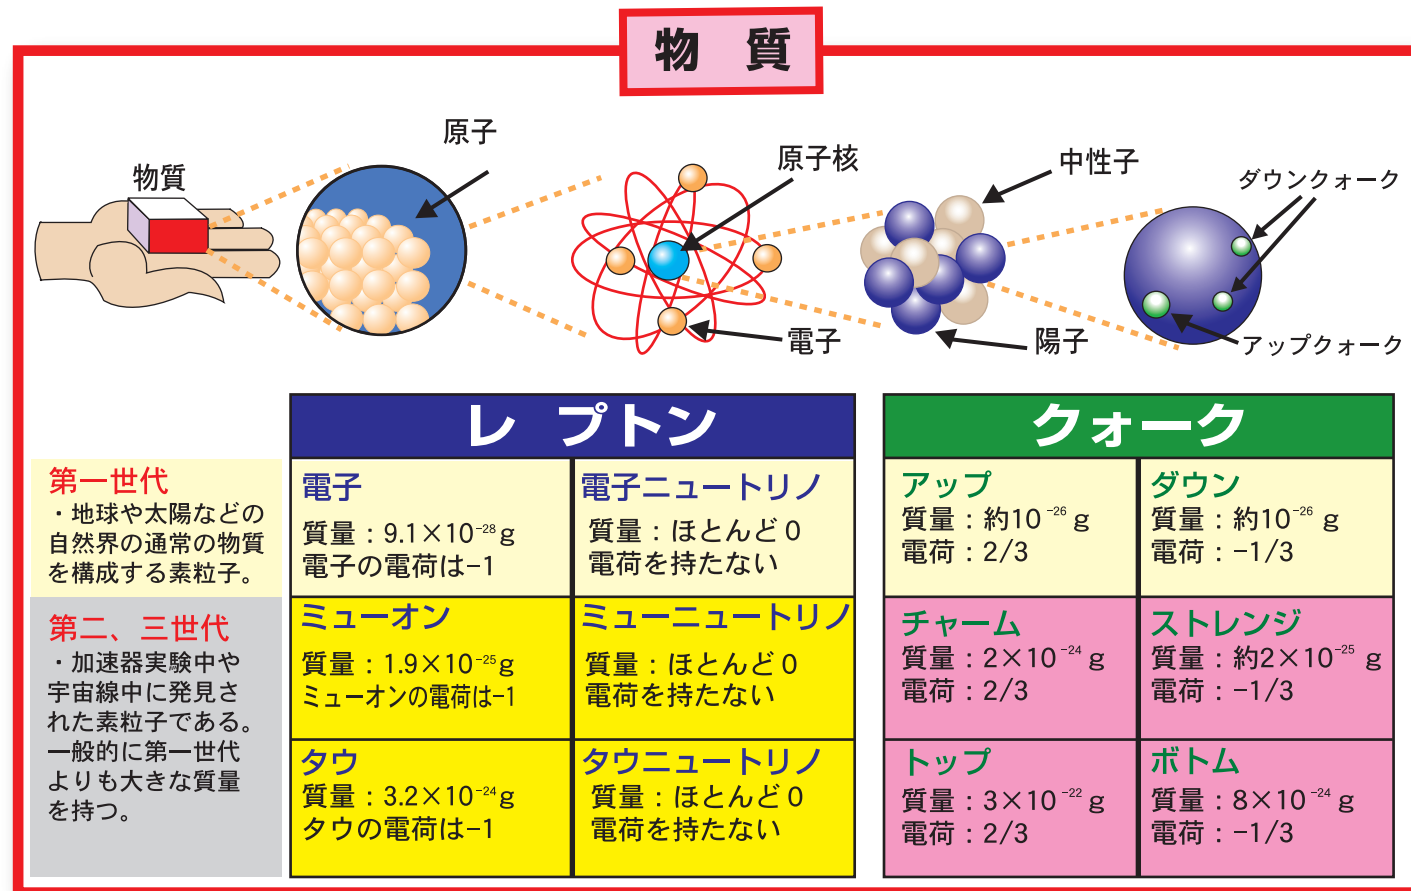 物 質
物質
原子
原子核
電子
中性子
陽子
ダウンクォーク
アップクォーク
レプトン
クォーク
第一世代
・地球や太陽などの
自然界の通常の物質
を構成する素粒子。
電子
質量：9.1×10⁻²⁸g
電子の電荷は−1
電子ニュートリノ
質量：ほとんど0
電荷を持たない
アップ
質量：約10⁻²⁶ g
電荷：2/3
ダウン
質量：約10⁻²⁶ g
電荷：−1/3
第二、三世代
・加速器実験中や
宇宙線中に発見さ
れた素粒子である。
一般的に第一世代
よりも大きな質量
を持つ。
ミューオン
質量：1.9×10⁻²⁵g
ミューオンの電荷は−1
ミューニュートリノ
質量：ほとんど0
電荷を持たない
チャーム
質量：2×10⁻²⁴ g
電荷：2/3
ストレンジ
質量：約2×10⁻²⁵ g
電荷：−1/3
タウ
質量：3.2×10⁻²⁴g
タウの電荷は−1
タウニュートリノ
質量：ほとんど0
電荷を持たない
トップ
質量：3×10⁻²² g
電荷：2/3
ボトム
質量：8×10⁻²⁴ g
電荷：−1/3